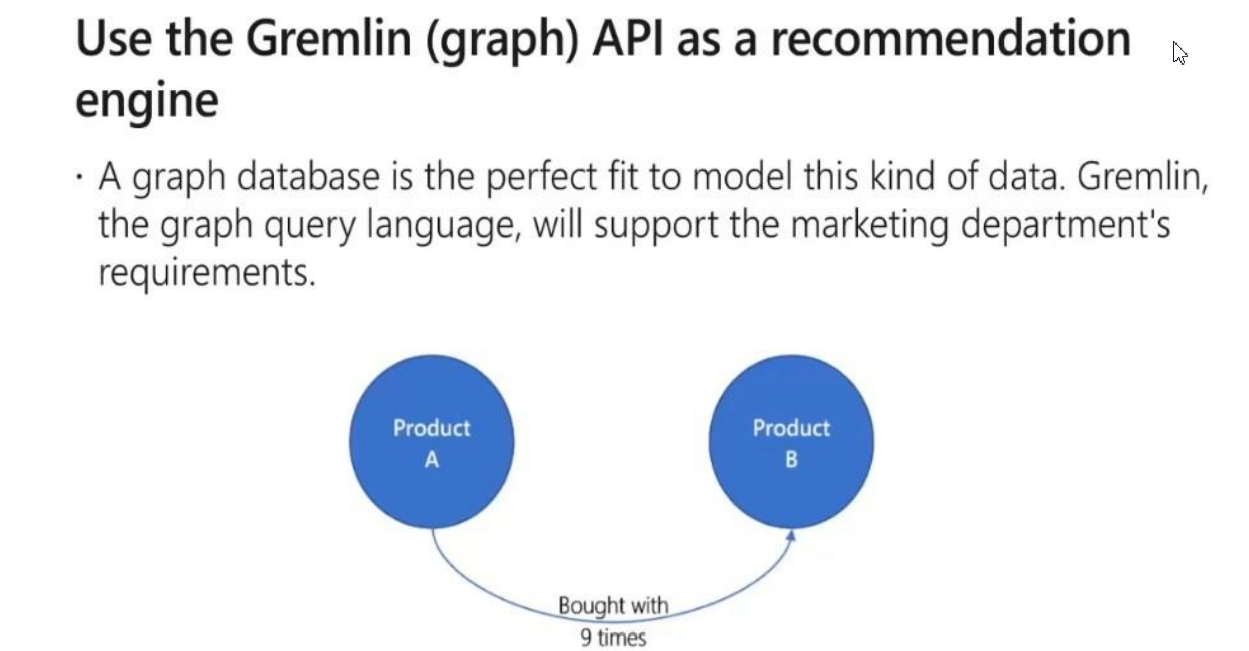 Use the Gremlin (graph) API as a recommendation
engine
· A graph database is the perfect fit to model this kind of data. Gremlin,
the graph query language, will support the marketing department's
requirements.
Product
A
Product
B
Bought with
9 times